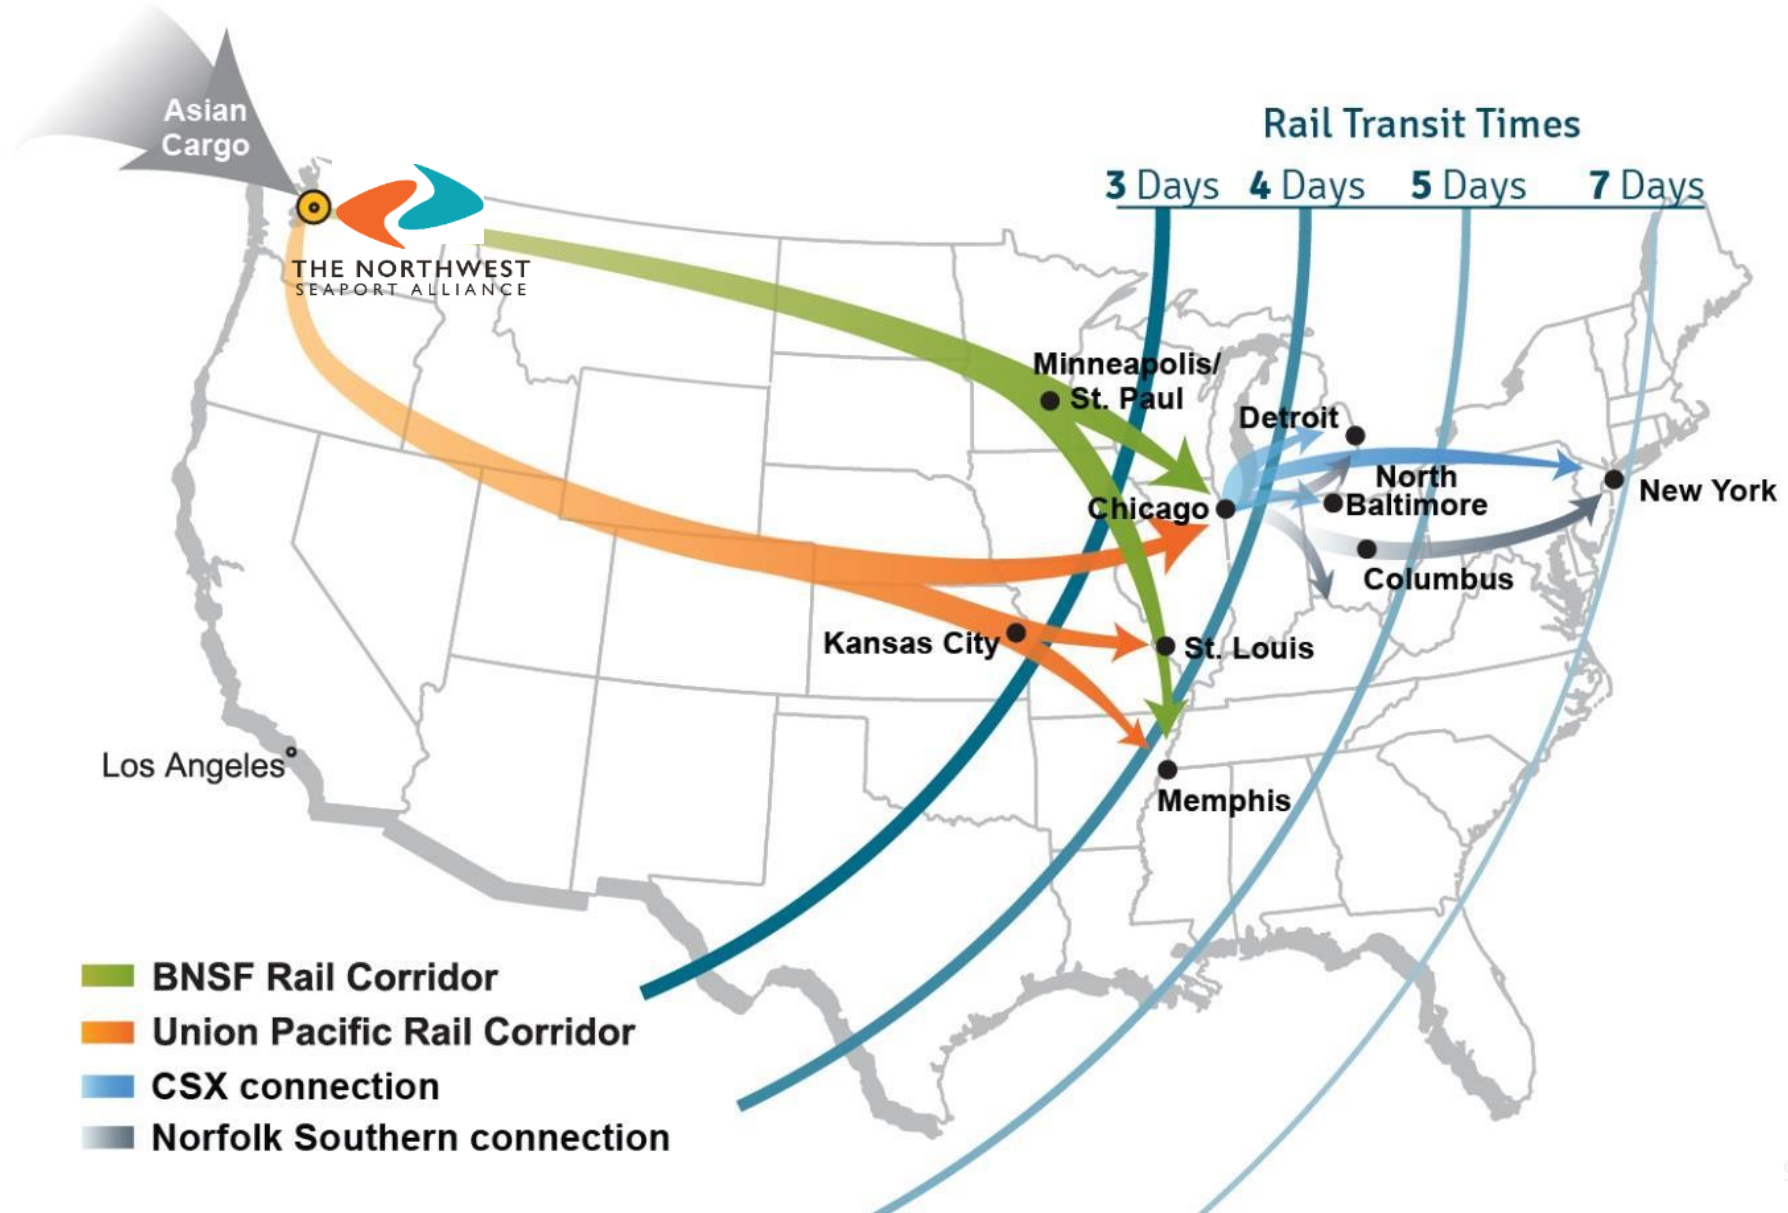 Asian
Cargo
THE NORTHWEST
SEAPORT ALLIANCE
Rail Transit Times
3 Days 4 Days 5 Days 7 Days
Minneapolis/
St. Paul
Detroit
North
Baltimore
Chicago
New York
Columbus
Kansas City
St. Louis
Los Angeles
Memphis
BNSF Rail Corridor
Union Pacific Rail Corridor
CSX connection
Norfolk Southern connection